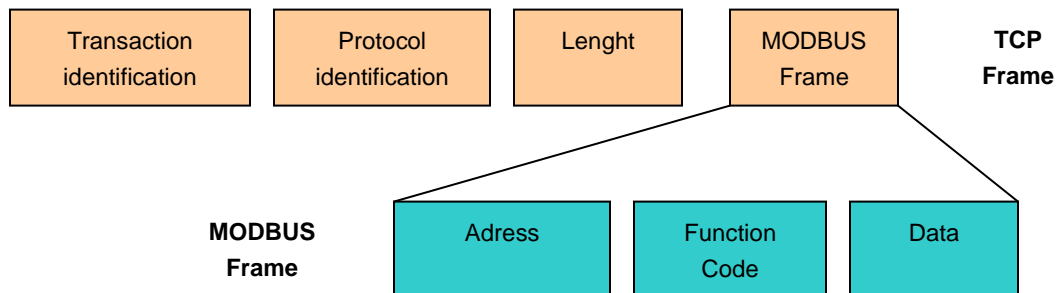 Transaction
identification
Protocol
identification
Lenght
MODBUS
Frame
TCP
Frame
MODBUS
Frame
Adress
Function
Code
Data